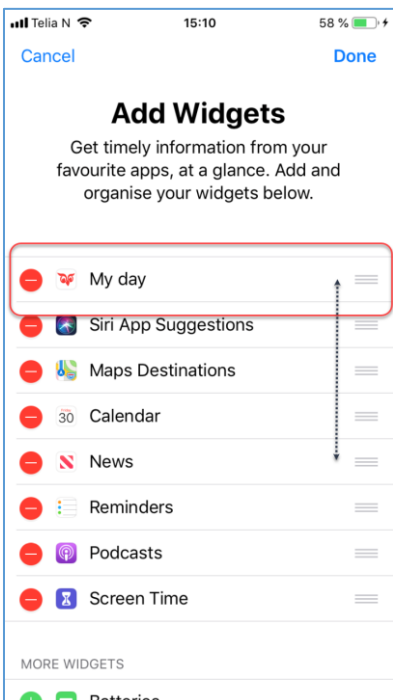 Telia N 15:10 58 %
Cancel Done
Add Widgets
Get timely information from your
favourite apps, at a glance. Add and
organise your widgets below.
My day
Siri App Suggestions
Maps Destinations
30 Calendar
News
Reminders
Podcasts
Screen Time
MORE WIDGETS
Batteries